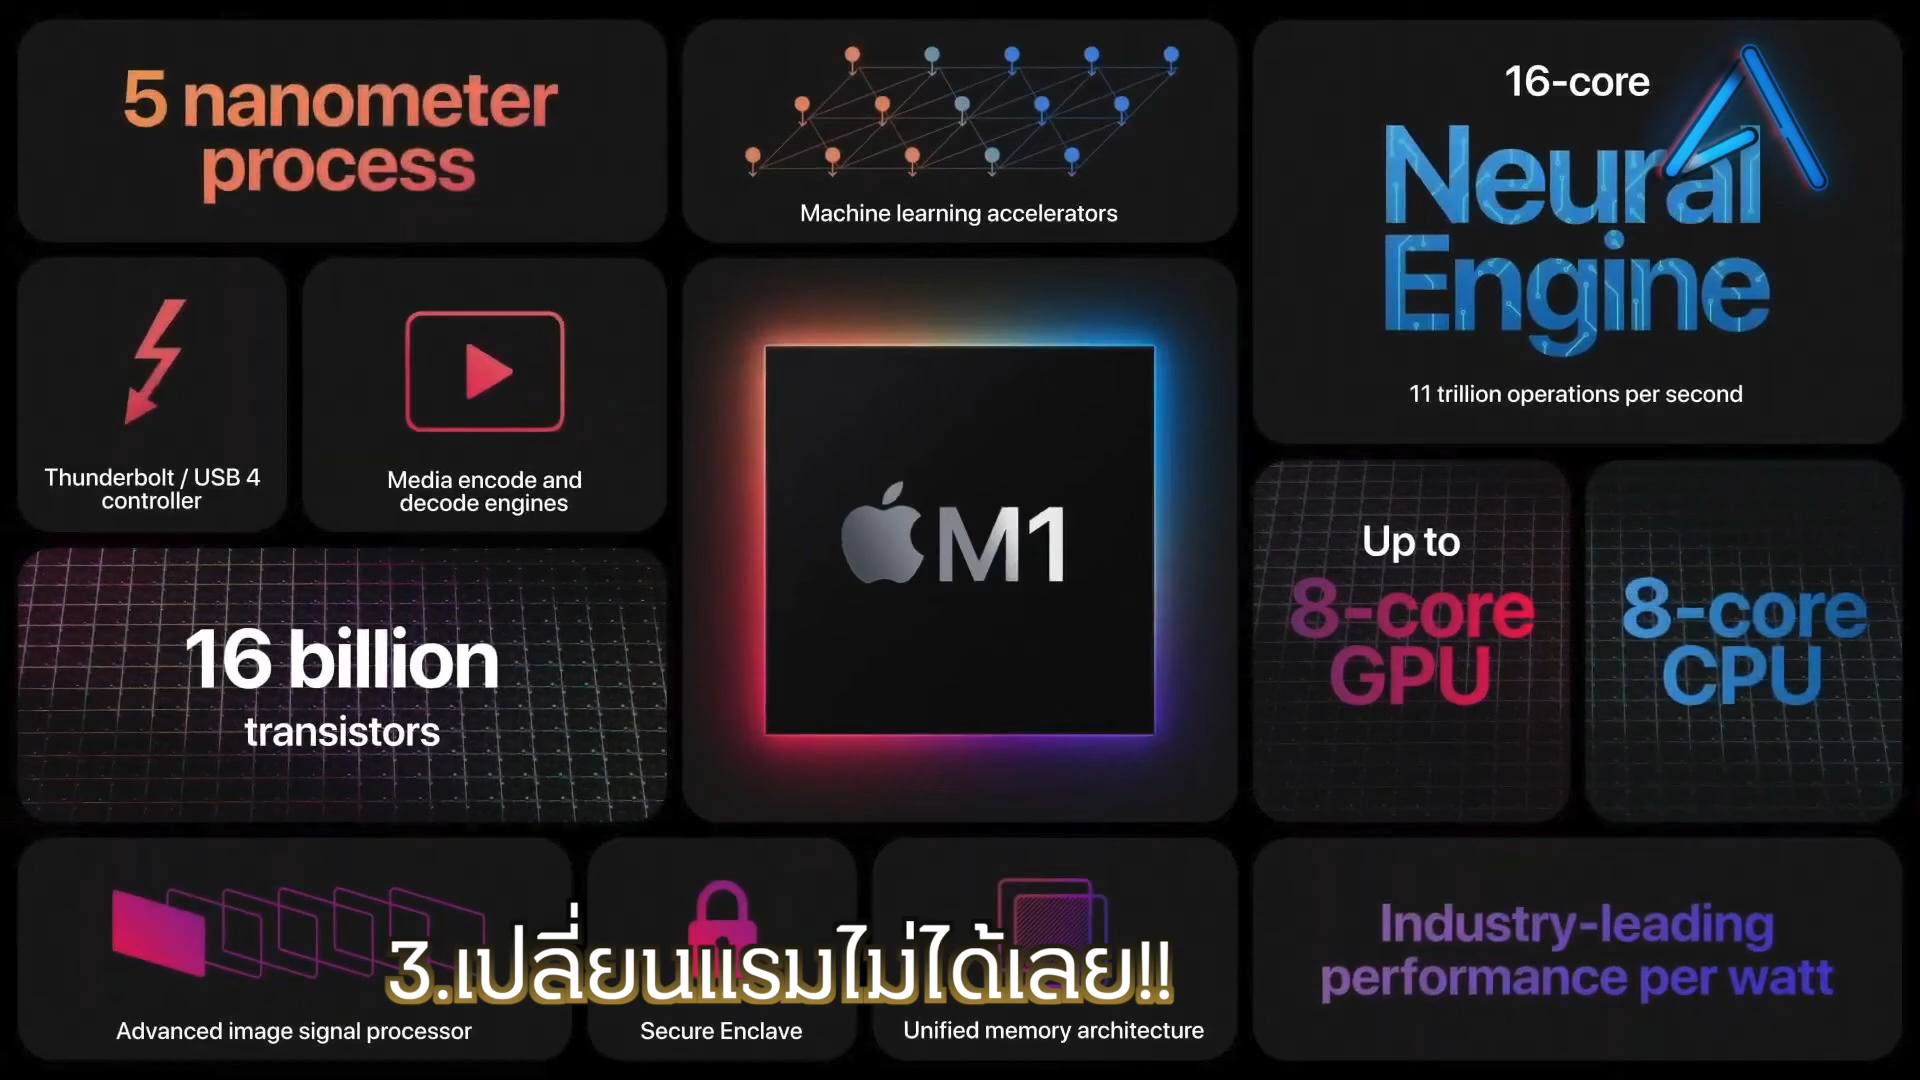 5 nanometer
process
Machine learning accelerators
16-core
Neural
Engine
11 trillion operations per second
Thunderbolt / USB 4
controller
Media encode and
decode engines
M1
Up to
8-core
GPU
8-core
CPU
16 billion
transistors
3.เปลี่ยนแรมไม่ได้เลย!!
Advanced image signal processor
Secure Enclave
Unified memory architecture
Industry-leading
performance per watt